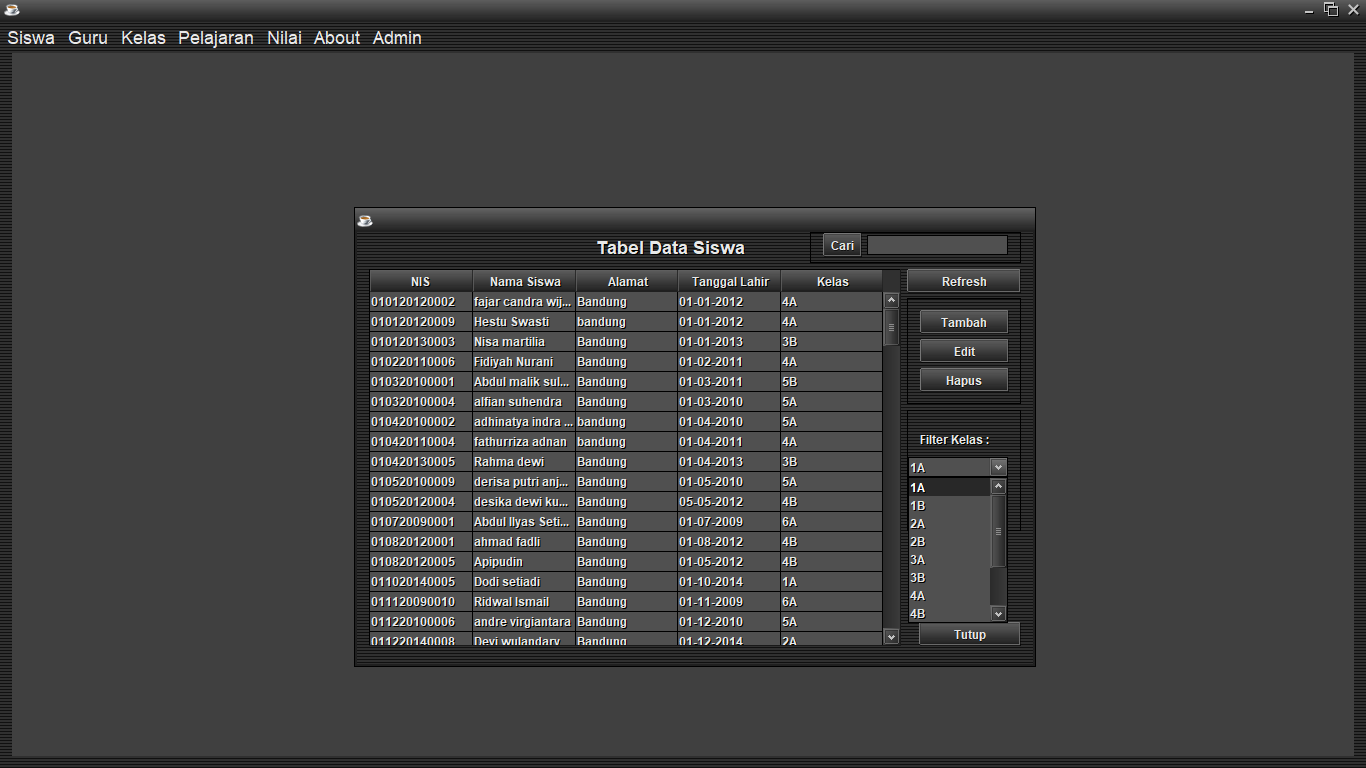 Siswa Guru Kelas Pelajaran Nilai About Admin
Tabel Data Siswa Cari
NIS Nama Siswa Alamat Tanggal Lahir Kelas Refresh
010120120002 fajar candra wij... Bandung 01-01-2012 4A
010120120009 Hestu Swasti bandung 01-01-2012 4A
010120130003 Nisa martilia Bandung 01-01-2013 3B
010220110006 Fidiyah Nurani Bandung 01-02-2011 4A
010320100001 Abdul malik sul... Bandung 01-03-2011 5B
010320100004 alfian suhendra Bandung 01-03-2010 5A
010420100002 adhinatya indra ... bandung 01-04-2010 5A
010420110004 fathurriza adnan Bandung 01-04-2011 4A
010420130005 Rahma dewi Bandung 01-04-2013 3B
010520100009 derisa putri anj... Bandung 01-05-2010 5A
010520120004 desika dewi ku... Bandung 05-05-2012 4B
010720090001 Abdul Ilyas Seti... Bandung 01-07-2009 6A
010820120001 ahmad fadli Bandung 01-08-2012 4B
010820120005 Apipudin Bandung 01-05-2012 4B
011020140005 Dodi setiadi Bandung 01-10-2014 1A
011120090010 Ridwal Ismail Bandung 01-11-2009 6A
011220100006 andre virgiantara Bandung 01-12-2010 5A
011220140008 Devi wulandary Bandung 01-12-2014 2A
Tambah
Edit
Hapus
Filter Kelas :
1A
1A
1B
2A
2B
3A
3B
4A
4B
Tutup